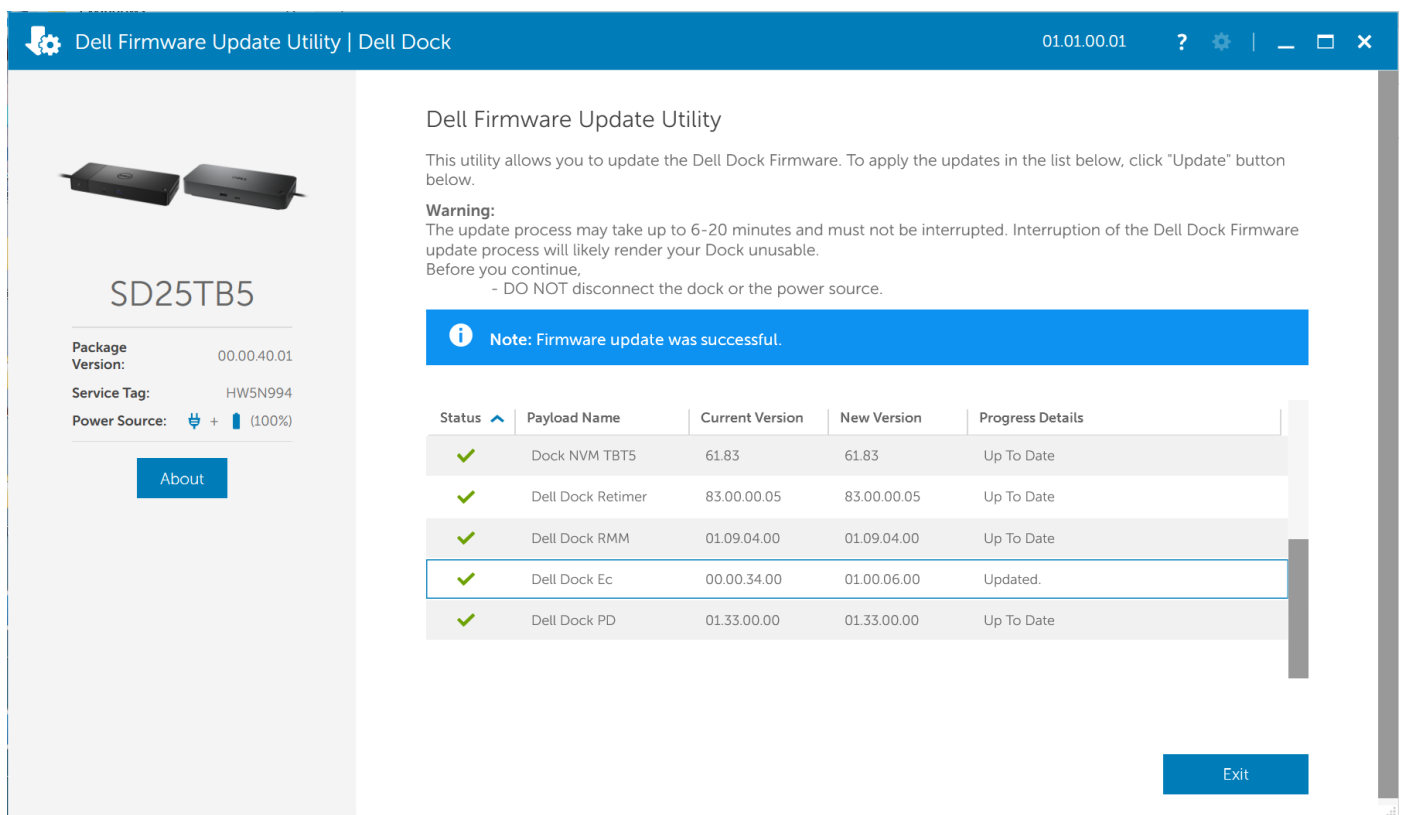 Dell Firmware Update Utility | Dell Dock
01.01.00.01
?
Dell Firmware Update Utility
This utility allows you to update the Dell Dock Firmware. To apply the updates in the list below, click "Update" button
below.
Warning:
The update process may take up to 6-20 minutes and must not be interrupted. Interruption of the Dell Dock Firmware
update process will likely render your Dock unusable.
Before you continue,
- DO NOT disconnect the dock or the power source.
SD25TB5
Package
Version:
00.00.40.01
Service Tag: HW5N994
Power Source: + (100%)
About
Note: Firmware update was successful.
Status Payload Name Current Version New Version Progress Details
Dock NVM TBT5 61.83 61.83 Up To Date
Dell Dock Retimer 83.00.00.05 83.00.00.05 Up To Date
Dell Dock RMM 01.09.04.00 01.09.04.00 Up To Date
Dell Dock Ec 00.00.34.00 01.00.06.00 Updated.
Dell Dock PD 01.33.00.00 01.33.00.00 Up To Date
Exit